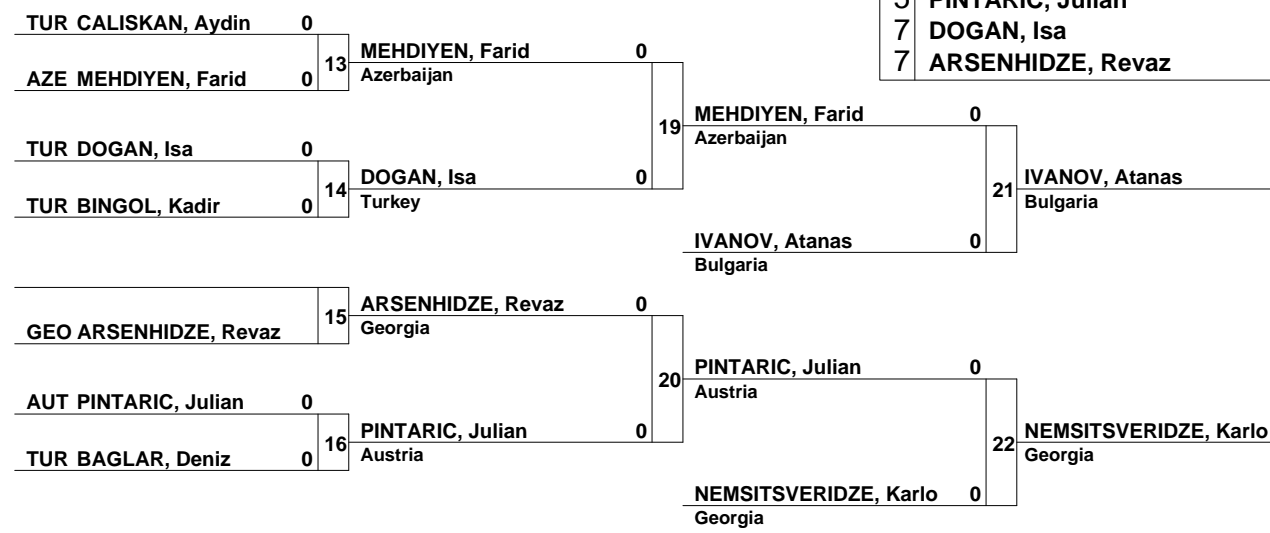 5 PINTARIC, Julian
7 DOGAN, Isa
7 ARSENHIDZE, Revaz
TUR CALISKAN, Aydin 0
13
AZE MEHDIYEN, Farid 0
MEHDIYEN, Farid 0
Azerbaijan
TUR DOGAN, Isa 0
14
TUR BINGOL, Kadir 0
DOGAN, Isa 0
Turkey
19
MEHDIYEN, Farid 0
Azerbaijan
IVANOV, Atanas 0
Bulgaria
21
IVANOV, Atanas
Bulgaria
15
GEO ARSENHIDZE, Revaz
ARSENHIDZE, Revaz 0
Georgia
AUT PINTARIC, Julian 0
16
TUR BAGLAR, Deniz 0
PINTARIC, Julian 0
Austria
20
PINTARIC, Julian 0
Austria
NEMSITSVERIDZE, Karlo 0
Georgia
22
NEMSITSVERIDZE, Karlo
Georgia